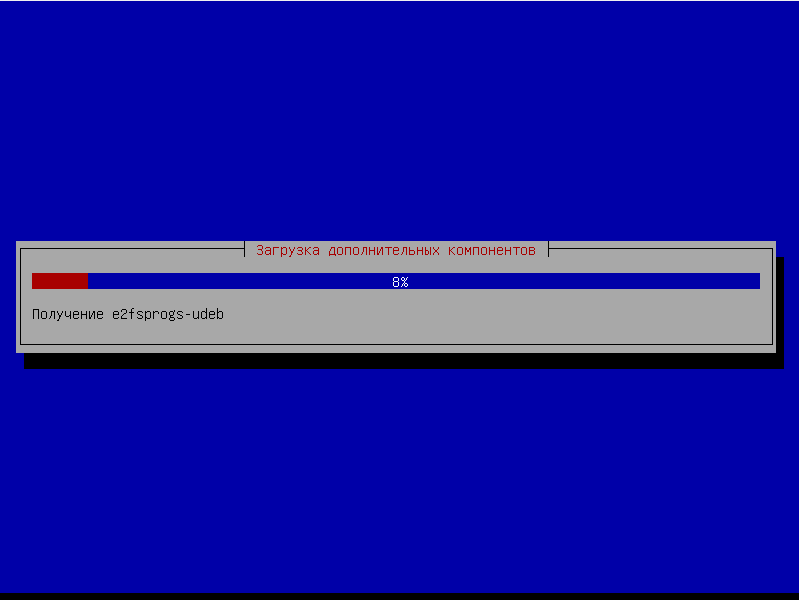 Загрузка дополнительных компонентов
8%
Получение e2fsprogs-udeb